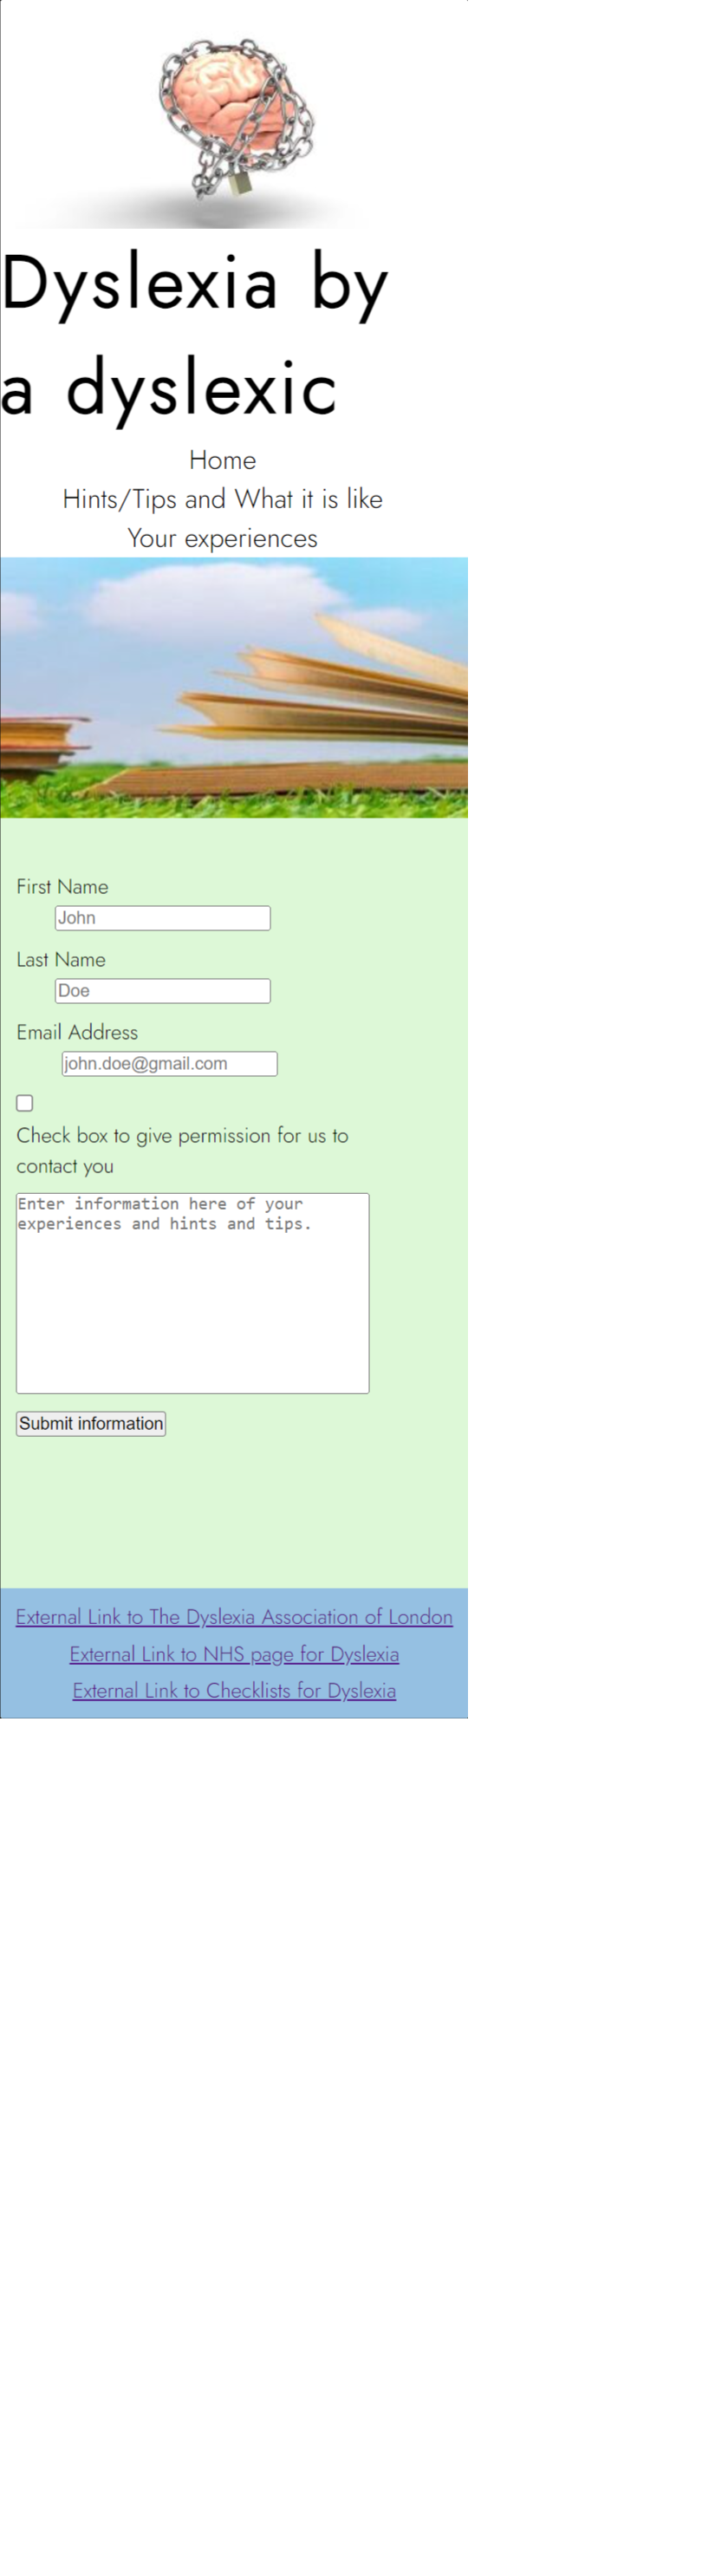 Dyslexia by
a dyslexic
Home
Hints/Tips and What it is like
Your experiences
First Name
John
Last Name
Doe
Email Address
john.doe@gmail.com
Check box to give permission for us to
contact you
Enter information here of your
experiences and hints and tips.
Submit information
External Link to The Dyslexia Association of London
External Link to NHS page for Dyslexia
External Link to Checklists for Dyslexia